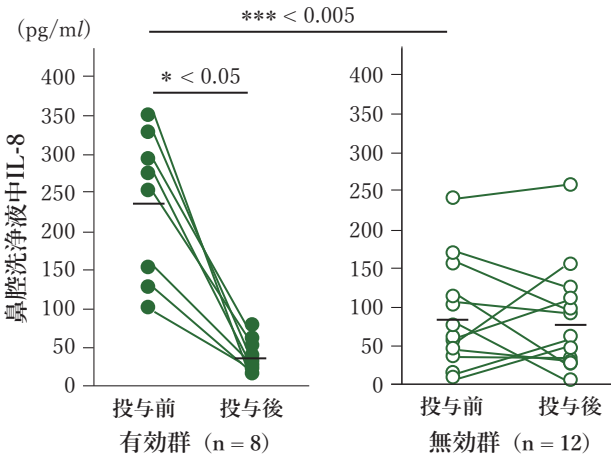 *** < 0.005
(pg/ml)
* < 0.05
鼻腔洗浄液中IL-8
400
350
300
250
200
150
100
50
0
400
350
300
250
200
150
100
50
0
投与前 投与後
投与前 投与後
有効群（n = 8）
無効群（n = 12）